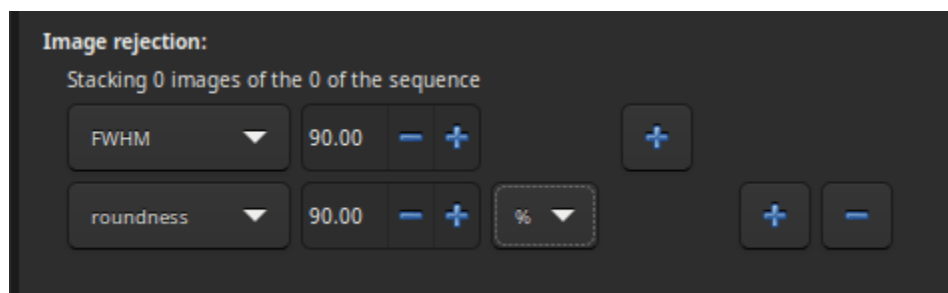 Image rejection:
Stacking 0 images of the 0 of the sequence
FWHM 90.00
roundness 90.00 %